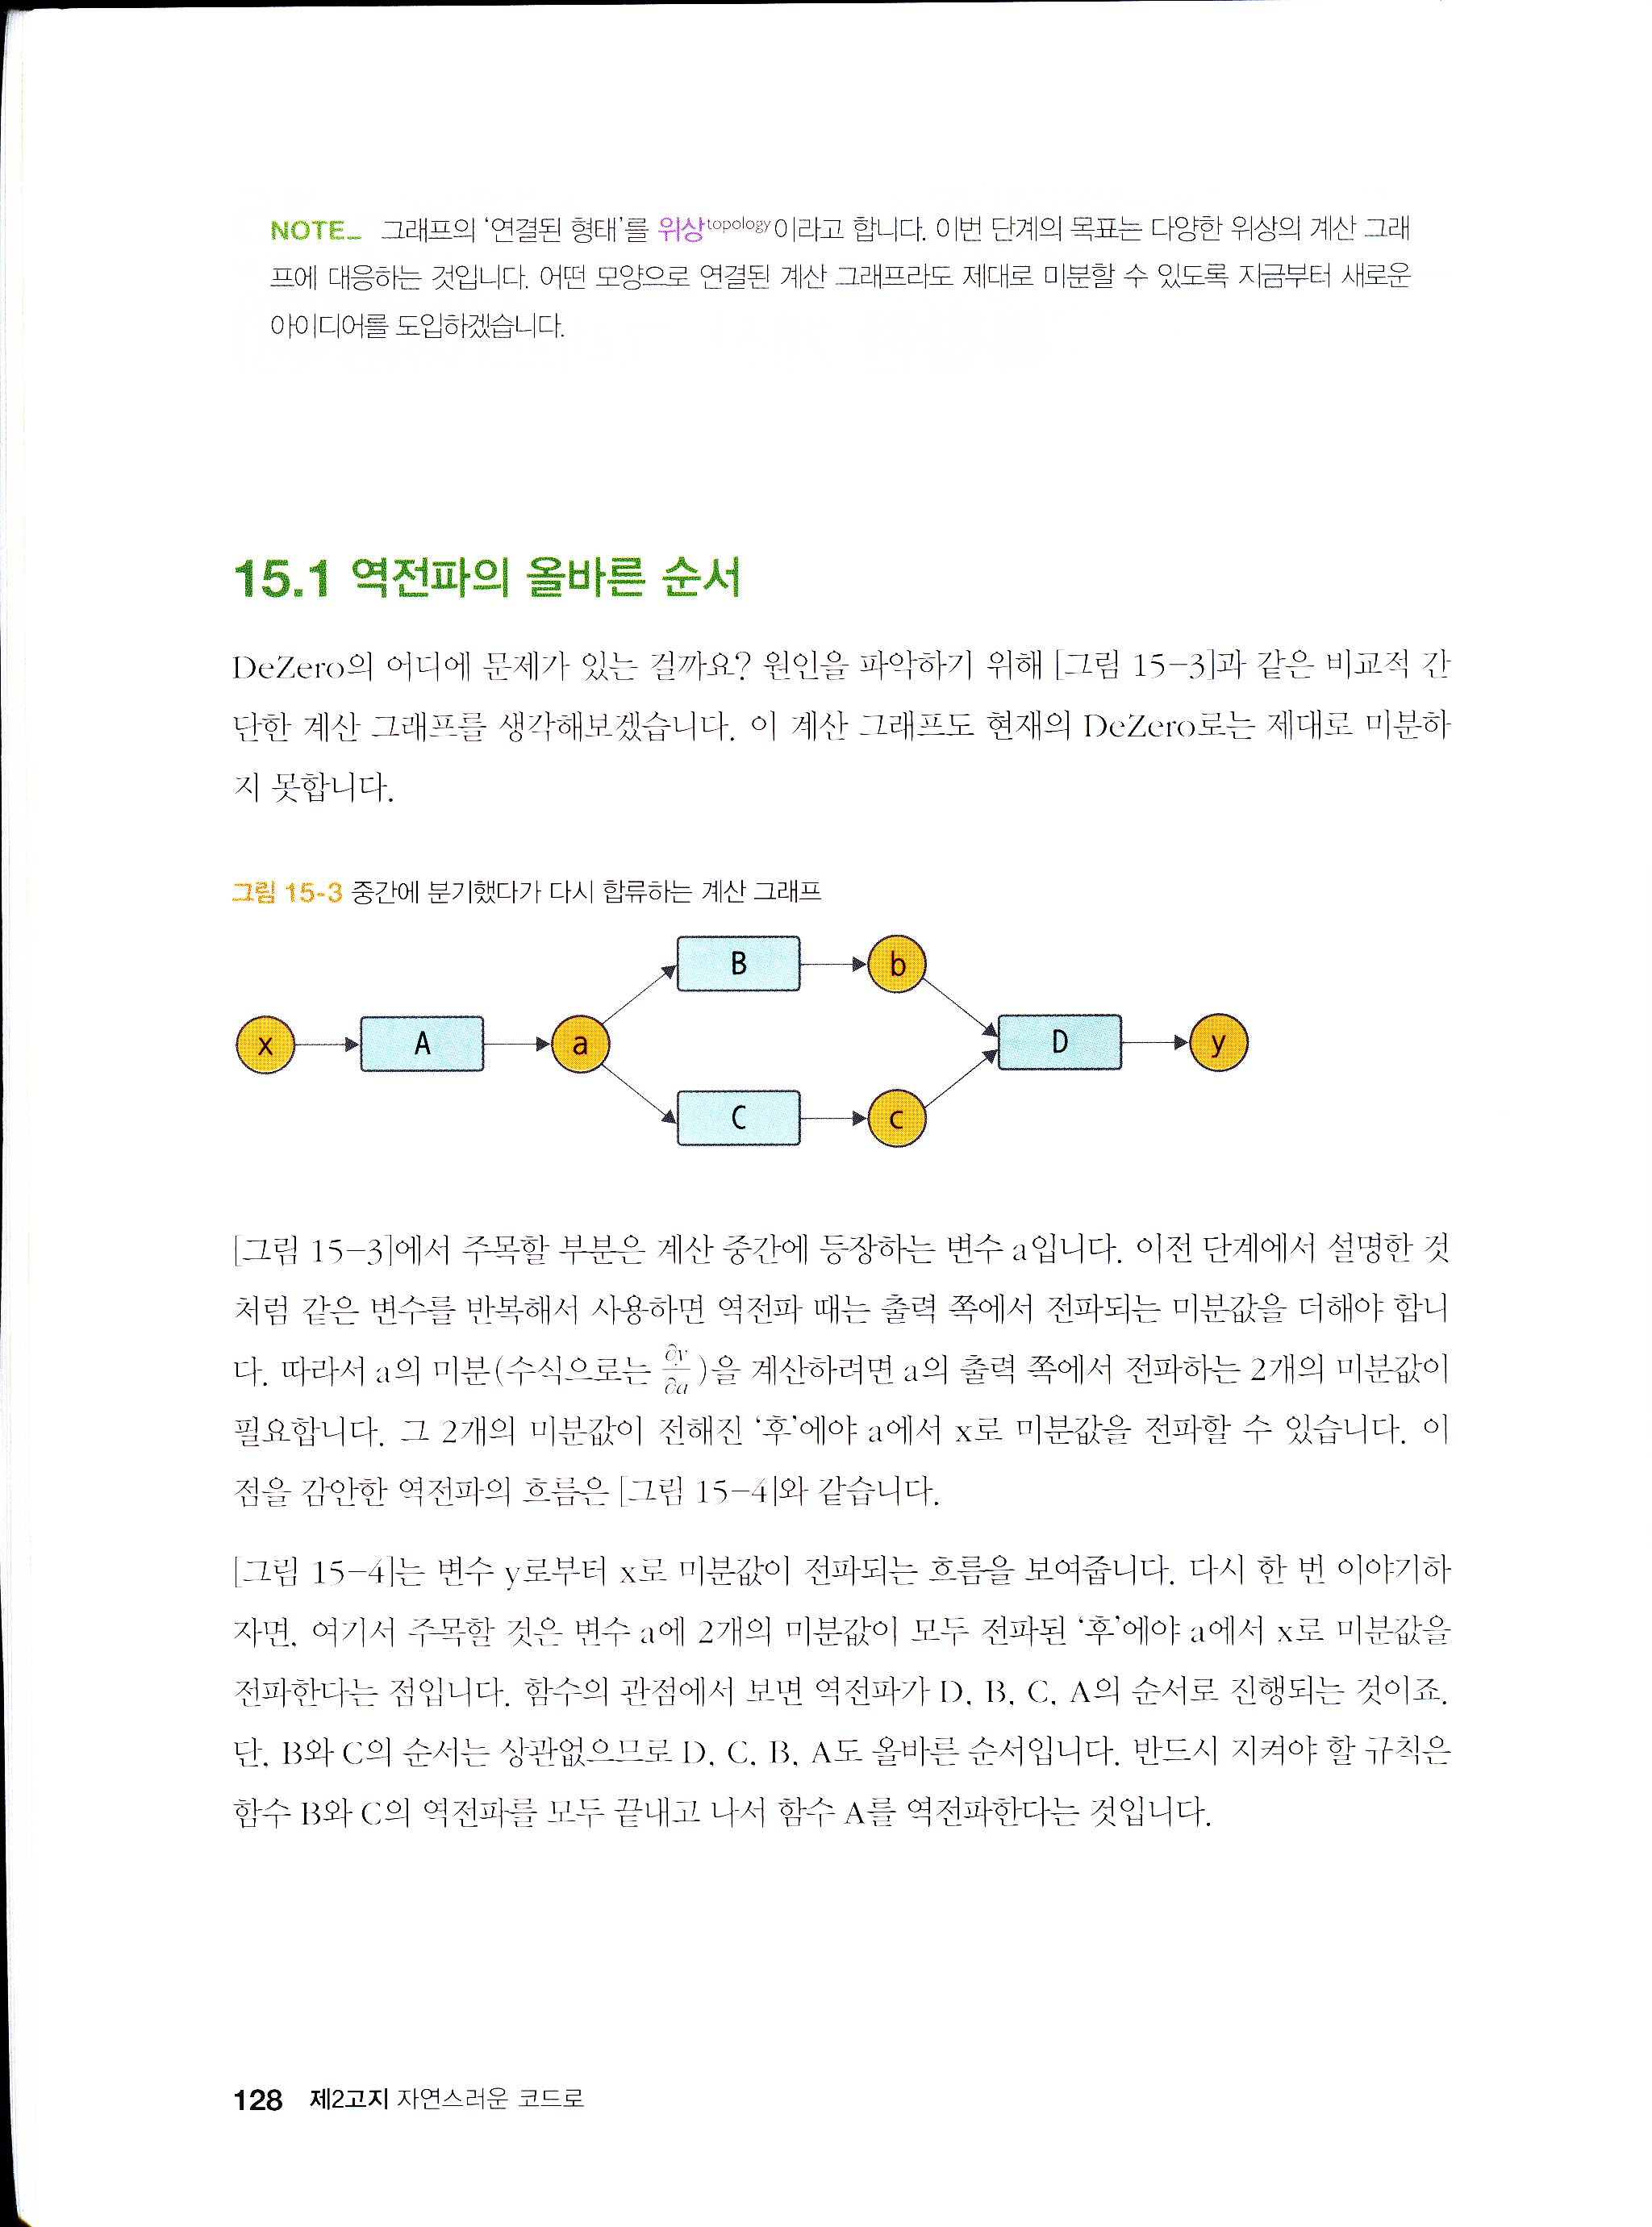 NOTE_ 그래프의 ‘연결된 형태’를 위상topology이라고 합니다. 이번 단계의 목표는 다양한 위상의 계산 그래
프에 대응하는 것입니다. 어떤 모양으로 연결된 계산 그래프라도 제대로 미분할 수 있도록 지금부터 새로운
아이디어를 도입하겠습니다.
15.1 역전파의 올바른 순서
DeZero의 어디에 문제가 있는 걸까요? 원인을 파악하기 위해 [그림 15-3]과 같은 비교적 간
단한 계산 그래프를 생각해보겠습니다. 이 계산 그래프도 현재의 DeZero로는 제대로 미분하
지 못합니다.
그림 15-3 중간에 분기했다가 다시 합류하는 계산 그래프
B b
x A a D y
C c
[그림 15-3]에서 주목할 부분은 계산 중간에 등장하는 변수 a입니다. 이전 단계에서 설명한 것
처럼 같은 변수를 반복해서 사용하면 역전파 때는 출력 쪽에서 전파되는 미분값을 더해야 합니
다. 따라서 a의 미분(수식으로는 ∂y/∂a)을 계산하려면 a의 출력 쪽에서 전파하는 2개의 미분값이
필요합니다. 그 2개의 미분값이 전해진 ‘후’에야 a에서 x로 미분값을 전파할 수 있습니다. 이
점을 감안한 역전파의 흐름은 [그림 15-4]와 같습니다.
[그림 15-4]는 변수 y로부터 x로 미분값이 전파되는 흐름을 보여줍니다. 다시 한 번 이야기하
자면, 여기서 주목할 것은 변수 a에 2개의 미분값이 모두 전파된 ‘후’에야 a에서 x로 미분값을
전파한다는 점입니다. 함수의 관점에서 보면 역전파가 D, B, C, A의 순서로 진행되는 것이죠.
단, B와 C의 순서는 상관없으므로 D, C, B, A도 올바른 순서입니다. 반드시 지켜야 할 규칙은
함수 B와 C의 역전파를 모두 끝내고 나서 함수 A를 역전파한다는 것입니다.
128 제2고지 자연스러운 코드로